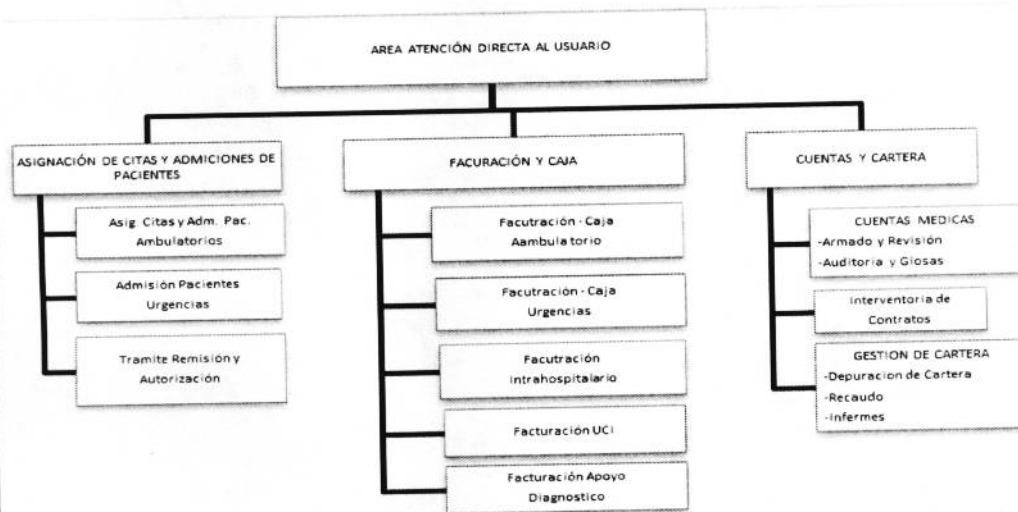 AREA ATENCIÓN DIRECTA AL USUARIO
ASIGNACIÓN DE CITAS Y ADMICIONES DE
PACIENTES
Asig. Citas y Adm. Pac.
Ambulatorios
Admisión Pacientes
Urgencias
Tramite Remisión y
Autorización
FACURACIÓN Y CAJA
Facutración - Caja
Aambulatorio
Facutración - Caja
Urgencias
Facutración
Intrahospitalario
Facturación UCI
Facturación Apoyo
Diagnostico
CUENTAS Y CARTERA
CUENTAS MEDICAS
-Armado y Revisión
-Auditoria y Glosas
Interventoria de
Contratos
GESTION DE CARTERA
-Depuracion de Cartera
-Recaudo
-Infermes